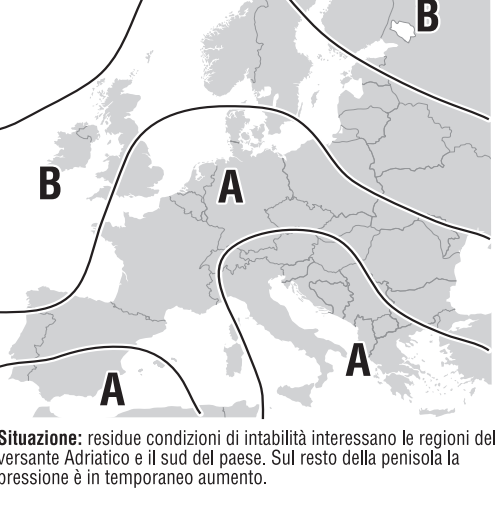 B
B
A
A
A
Situazione: residue condizioni di intabilità interessano le regioni del
versante Adriatico e il sud del paese. Sul resto della penisola la
pressione è in temporaneo aumento.